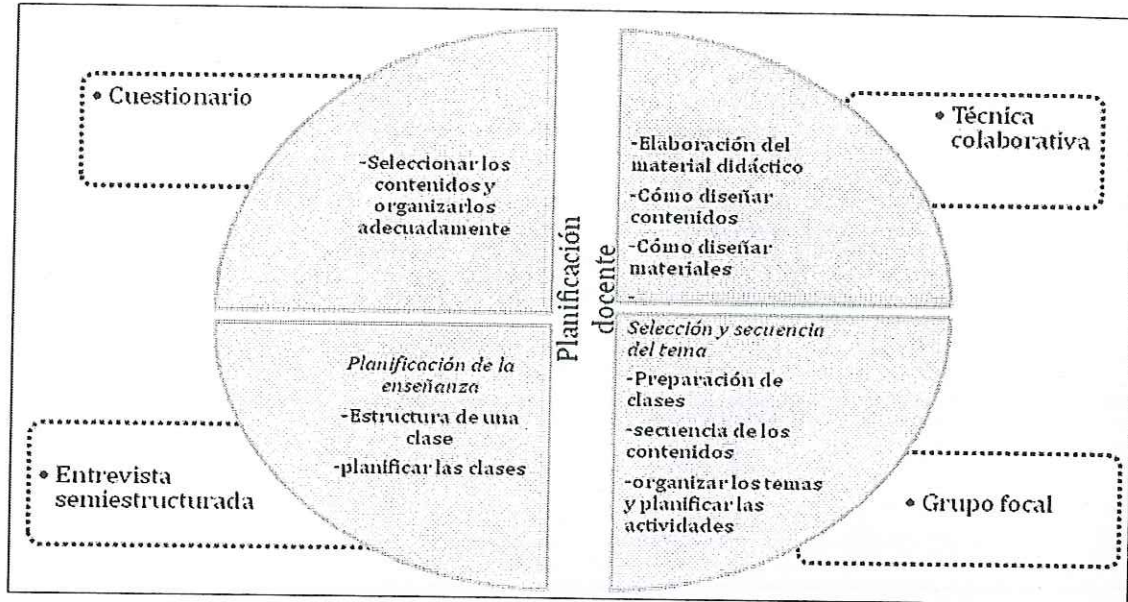 • Cuestionario
-Seleccionar los
contenidos y
organizarlos
adecuadamente
• Técnica
colaborativa
-Elaboración del
material didáctico
-Cómo diseñar
contenidos
-Cómo diseñar
materiales
-
Planificación
docente
• Entrevista
semiestructurada
Planificación de la
enseñanza
-Estructura de una
clase
-planificar las clases
Selección y secuencia
del tema
-Preparación de
clases
-secuencia de los
contenidos
-organizar los temas
y planificar las
actividades
• Grupo focal